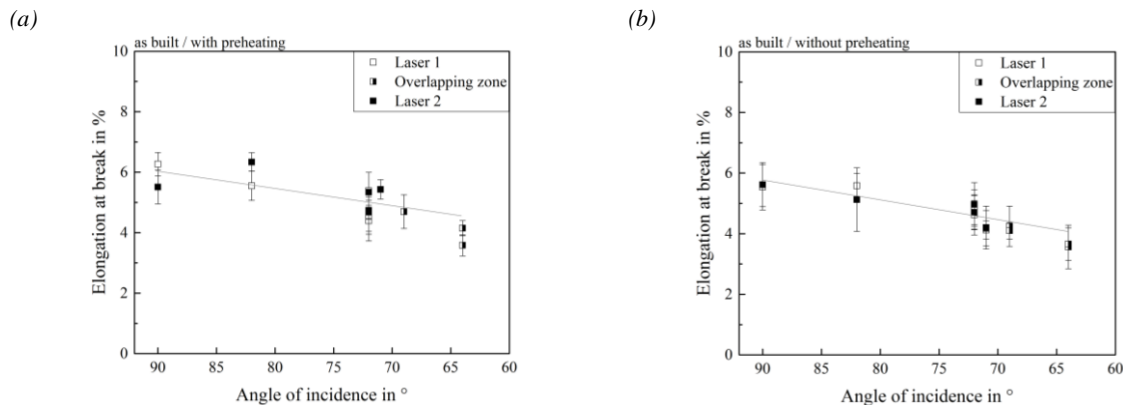 (a)
as built / with preheating
Laser 1
Overlapping zone
Laser 2
10
8
6
4
2
0
Elongation at break in %
90 85 80 75 70 65 60
Angle of incidence in °
(b)
as built / without preheating
Laser 1
Overlapping zone
Laser 2
10
8
6
4
2
0
Elongation at break in %
90 85 80 75 70 65 60
Angle of incidence in °